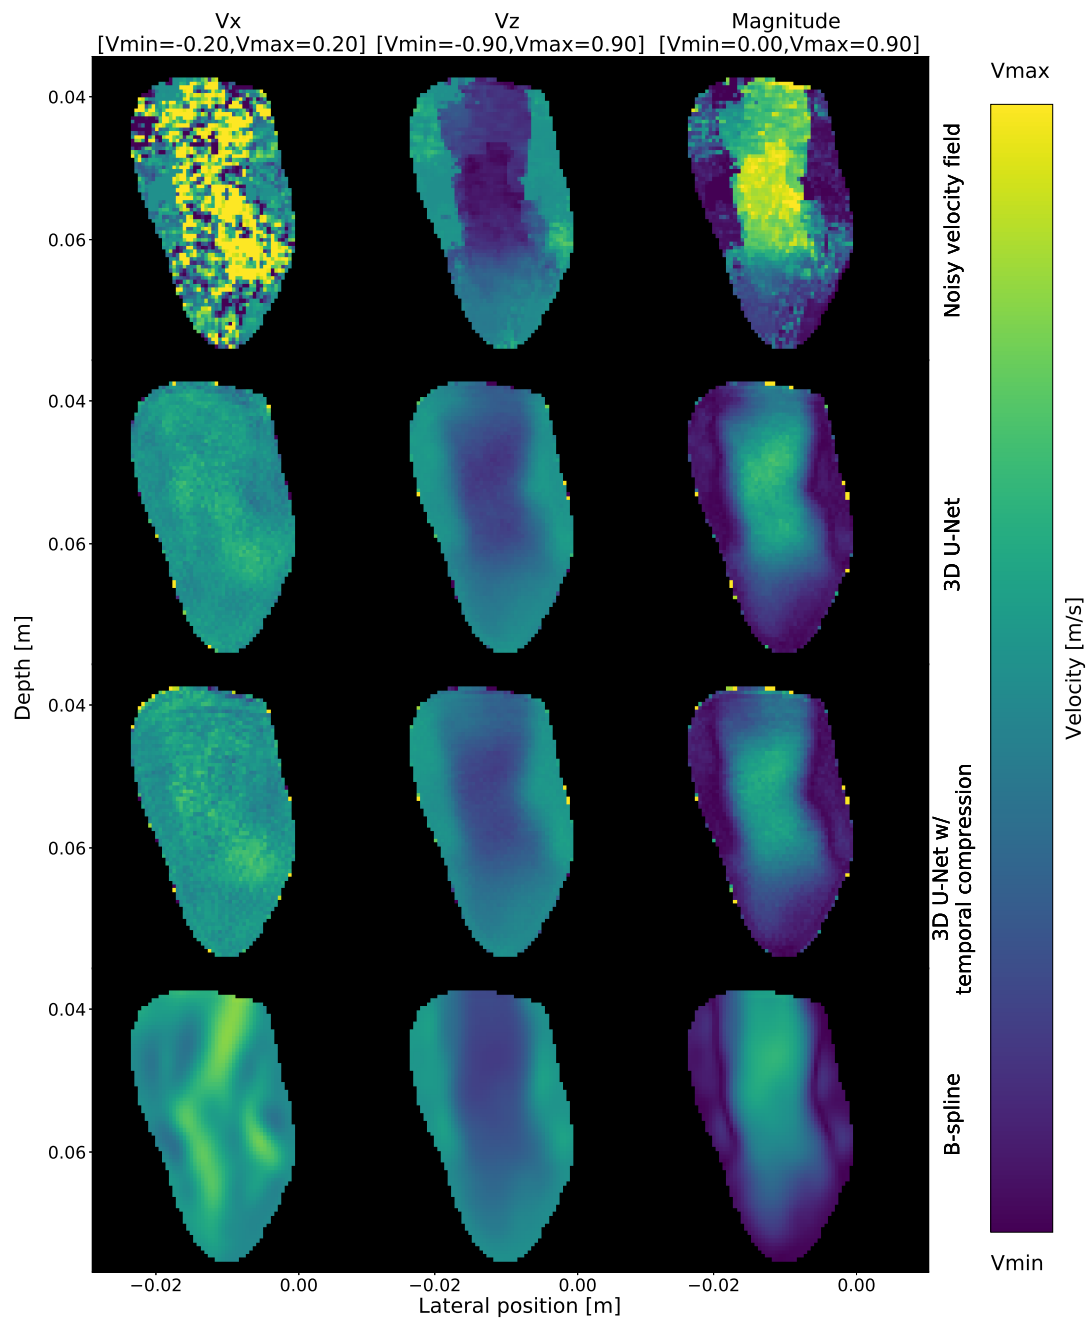 Vx
[Vmin=-0.20,Vmax=0.20]
Vz
[Vmin=-0.90,Vmax=0.90]
Magnitude
[Vmin=0.00,Vmax=0.90]
Vmax
0.04
0.06
Noisy velocity field
0.04
0.06
3D U-Net
Depth [m]
Velocity [m/s]
0.04
0.06
3D U-Net w/
temporal compression
0.04
0.06
B-spline
Vmin
−0.02
0.00
−0.02
0.00
−0.02
0.00
Lateral position [m]